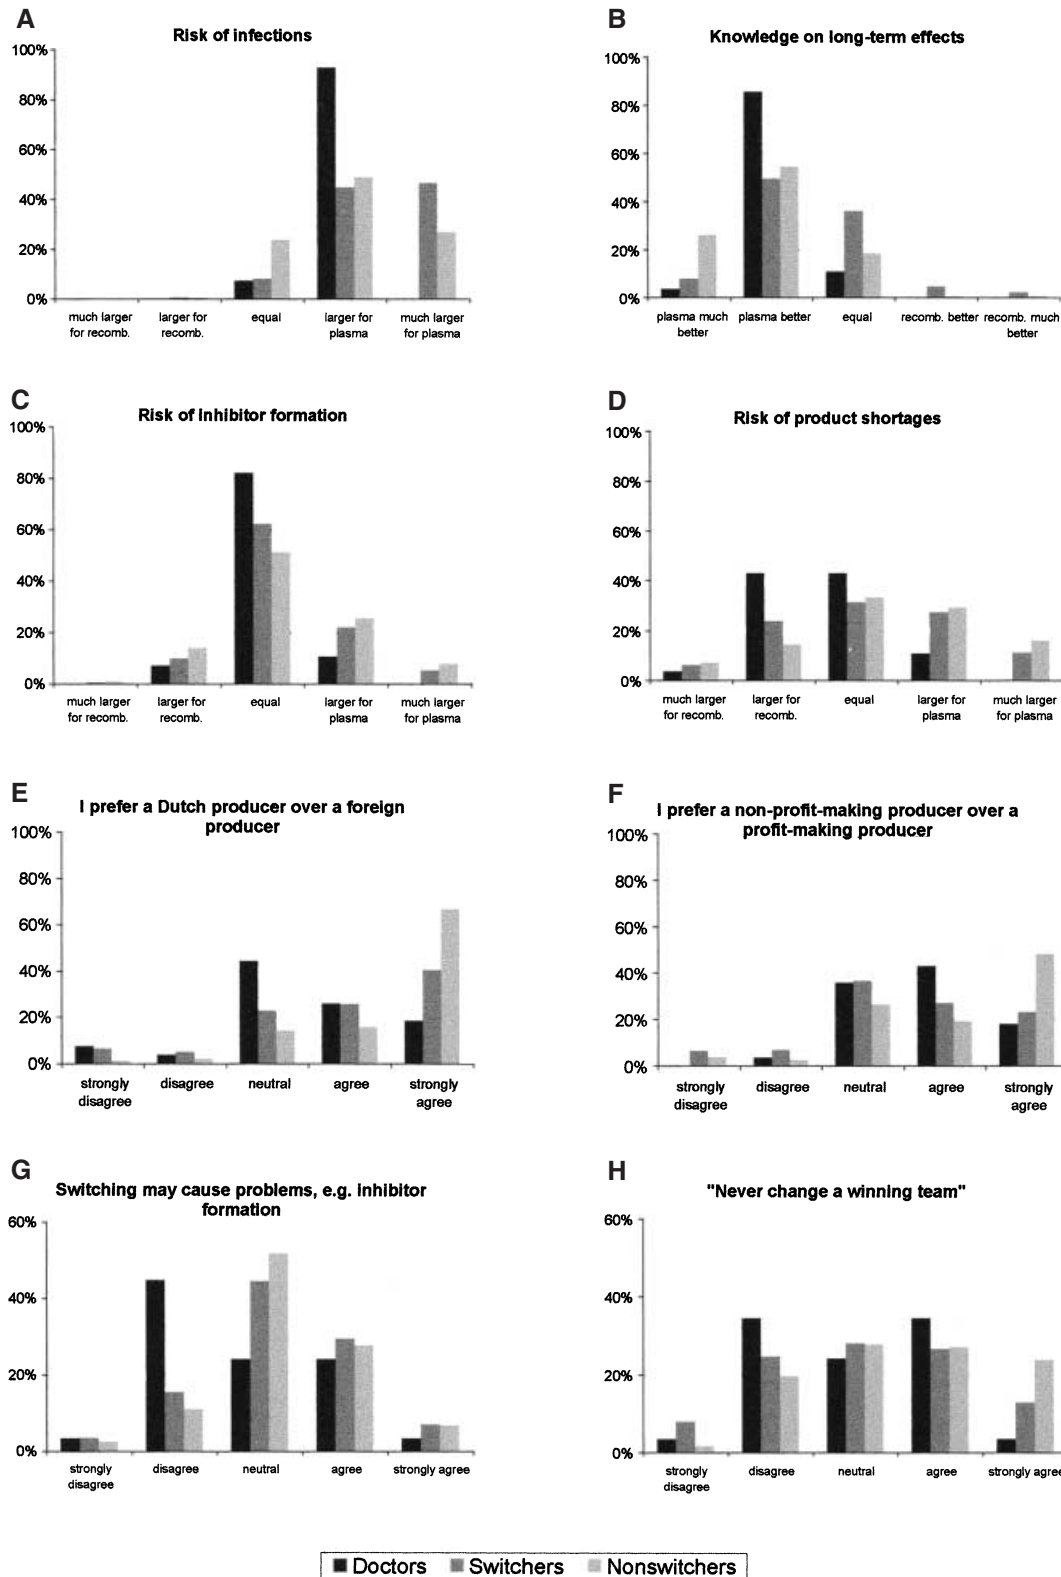 A
Risk of infections
100%
80%
60%
40%
20%
0%
much larger for recomb.
larger for recomb.
equal
larger for plasma
much larger for plasma
B
Knowledge on long-term effects
100%
80%
60%
40%
20%
0%
plasma much better
plasma better
equal
recomb. better
recomb. much better
C
Risk of inhibitor formation
100%
80%
60%
40%
20%
0%
much larger for recomb.
larger for recomb.
equal
larger for plasma
much larger for plasma
D
Risk of product shortages
100%
80%
60%
40%
20%
0%
much larger for recomb.
larger for recomb.
equal
larger for plasma
much larger for plasma
E
I prefer a Dutch producer over a foreign
producer
100%
80%
60%
40%
20%
0%
strongly disagree
disagree
neutral
agree
strongly agree
F
I prefer a non-profit-making producer over a
profit-making producer
100%
80%
60%
40%
20%
0%
strongly disagree
disagree
neutral
agree
strongly agree
G
Switching may cause problems, e.g. inhibitor
formation
60%
40%
20%
0%
strongly disagree
disagree
neutral
agree
strongly agree
H
"Never change a winning team"
60%
40%
20%
0%
strongly disagree
disagree
neutral
agree
strongly agree
Doctors Switchers Nonswitchers